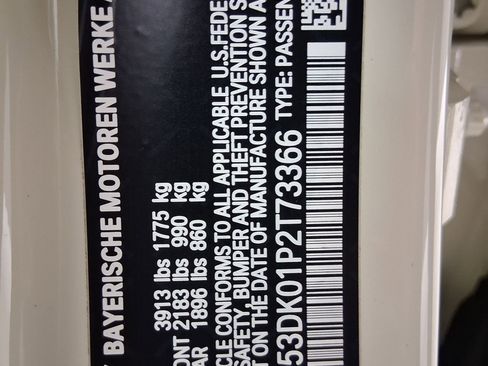 BAYERISCHE MOTOREN WERKE
3913 lbs 1775 kg
ONT 2183 lbs 990 kg
AR 1896 lbs 860 kg
CLE CONFORMS TO ALL APPLICABLE U.S.FEDE
SAFETY, BUMPER AND THEFT PREVENTION S
T ON THE DATE OF MANUFACTURE SHOWN A
53DK01P2T73366 TYPE: PASSEN